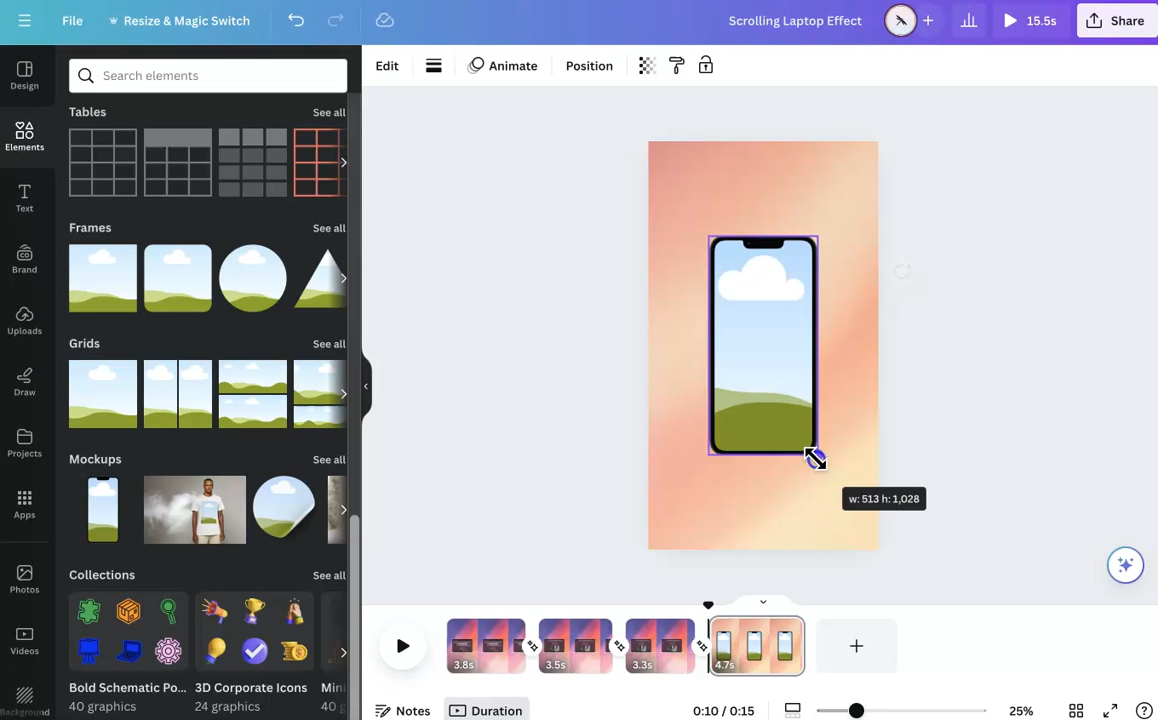 File
Resize & Magic Switch
Scrolling Laptop Effect
15.5s
Share
Design
Elements
Text
Brand
Uploads
Draw
Projects
Apps
Photos
Videos
Background
Search elements
Tables
See all
Frames
See all
Grids
See all
Mockups
See all
Collections
See all
Bold Schematic Po...
40 graphics
3D Corporate Icons
24 graphics
Mini
40 g
Edit
Animate
Position
w: 513 h: 1,028
3.8s
3.5s
3.3s
4.7s
Notes
Duration
0:10 / 0:15
25%